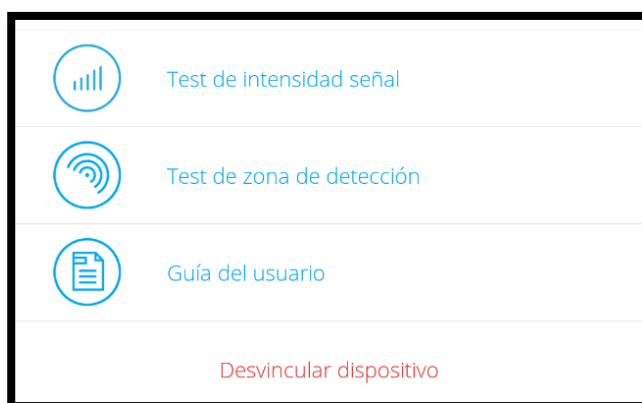 Test de intensidad señal
Test de zona de detección
Guía del usuario
Desvincular dispositivo